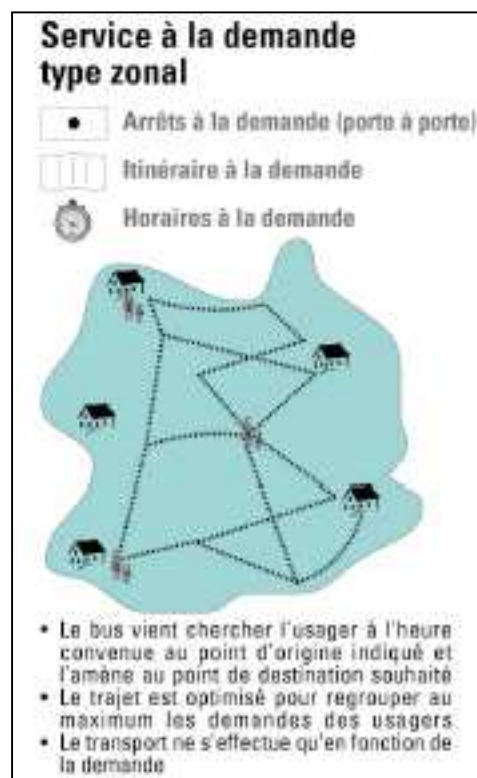 Service à la demande
type zonal
Arrêts à la demande (porte à porte)
Itinéraire à la demande
Horaires à la demande
• Le bus vient chercher l'usager à l'heure
convenue au point d'origine indiqué et
l'amène au point de destination souhaité
• Le trajet est optimisé pour regrouper au
maximum les demandes des usagers
• Le transport ne s'effectue qu'en fonction de
la demande